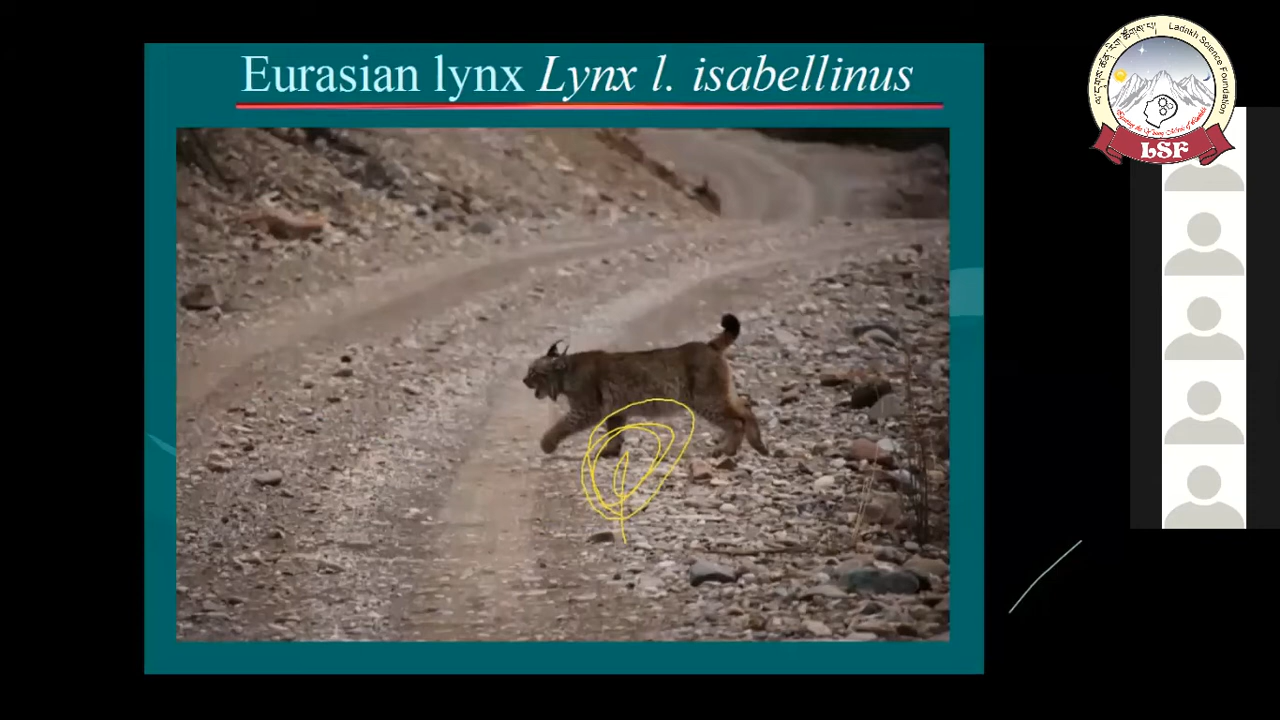 Eurasian lynx Lynx l. isabellinus
Ladakh Science Foundation
LSF